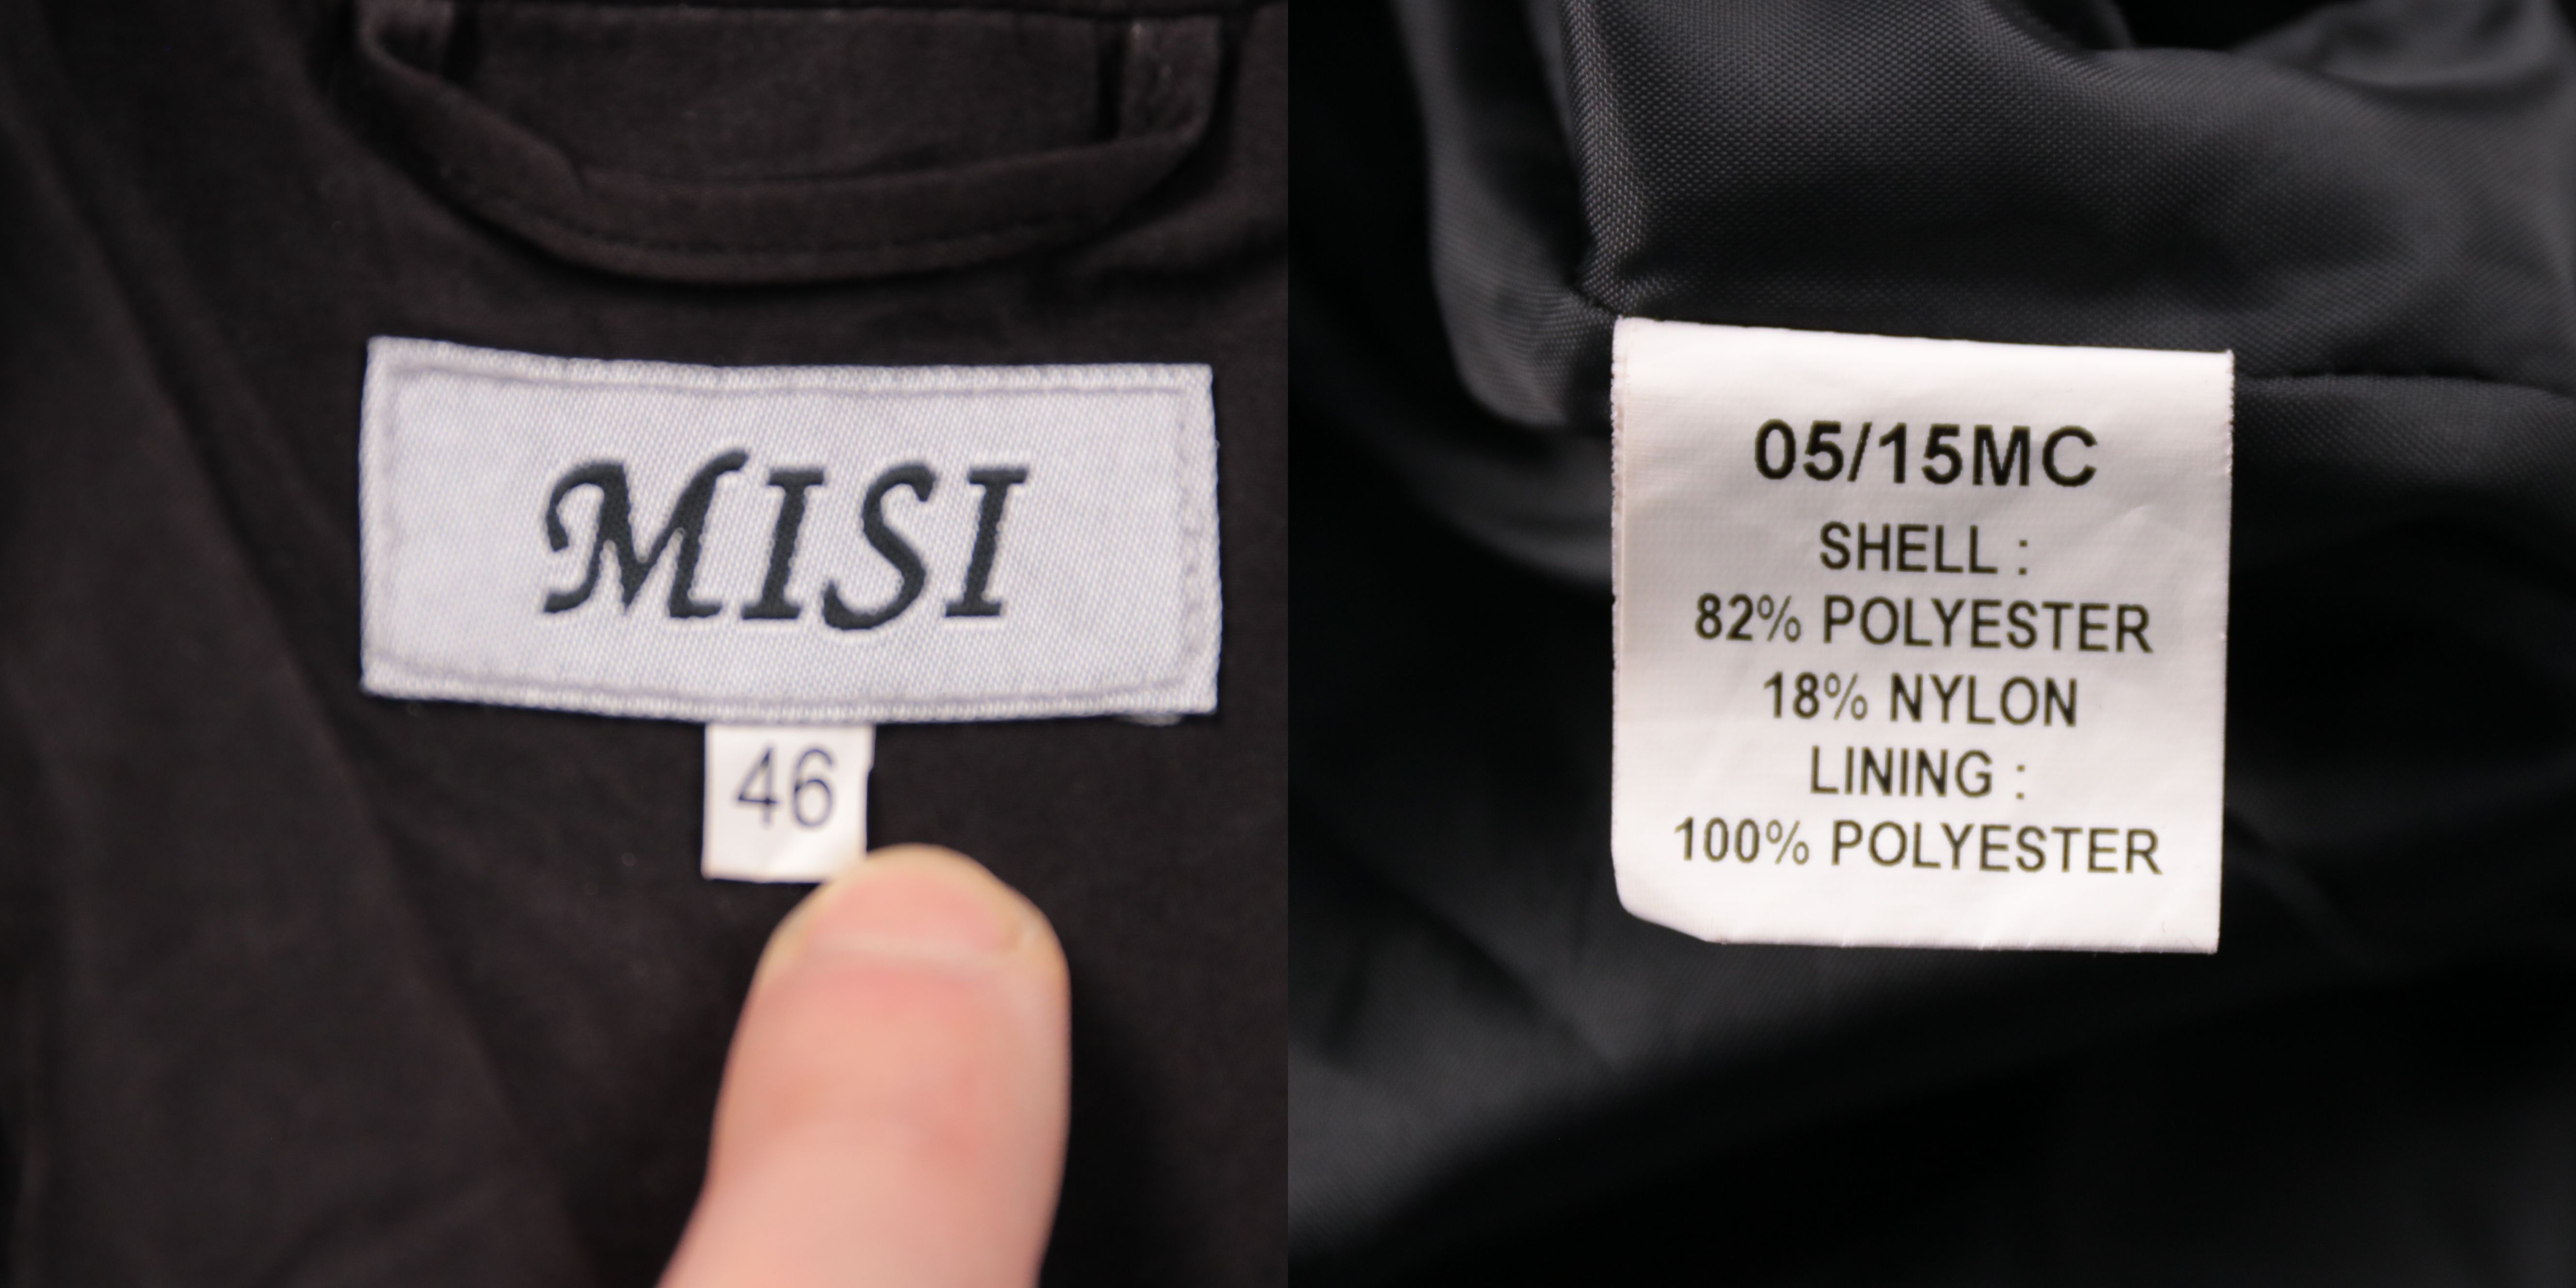 MISI
46
05/15MC
SHELL :
82% POLYESTER
18% NYLON
LINING :
100% POLYESTER